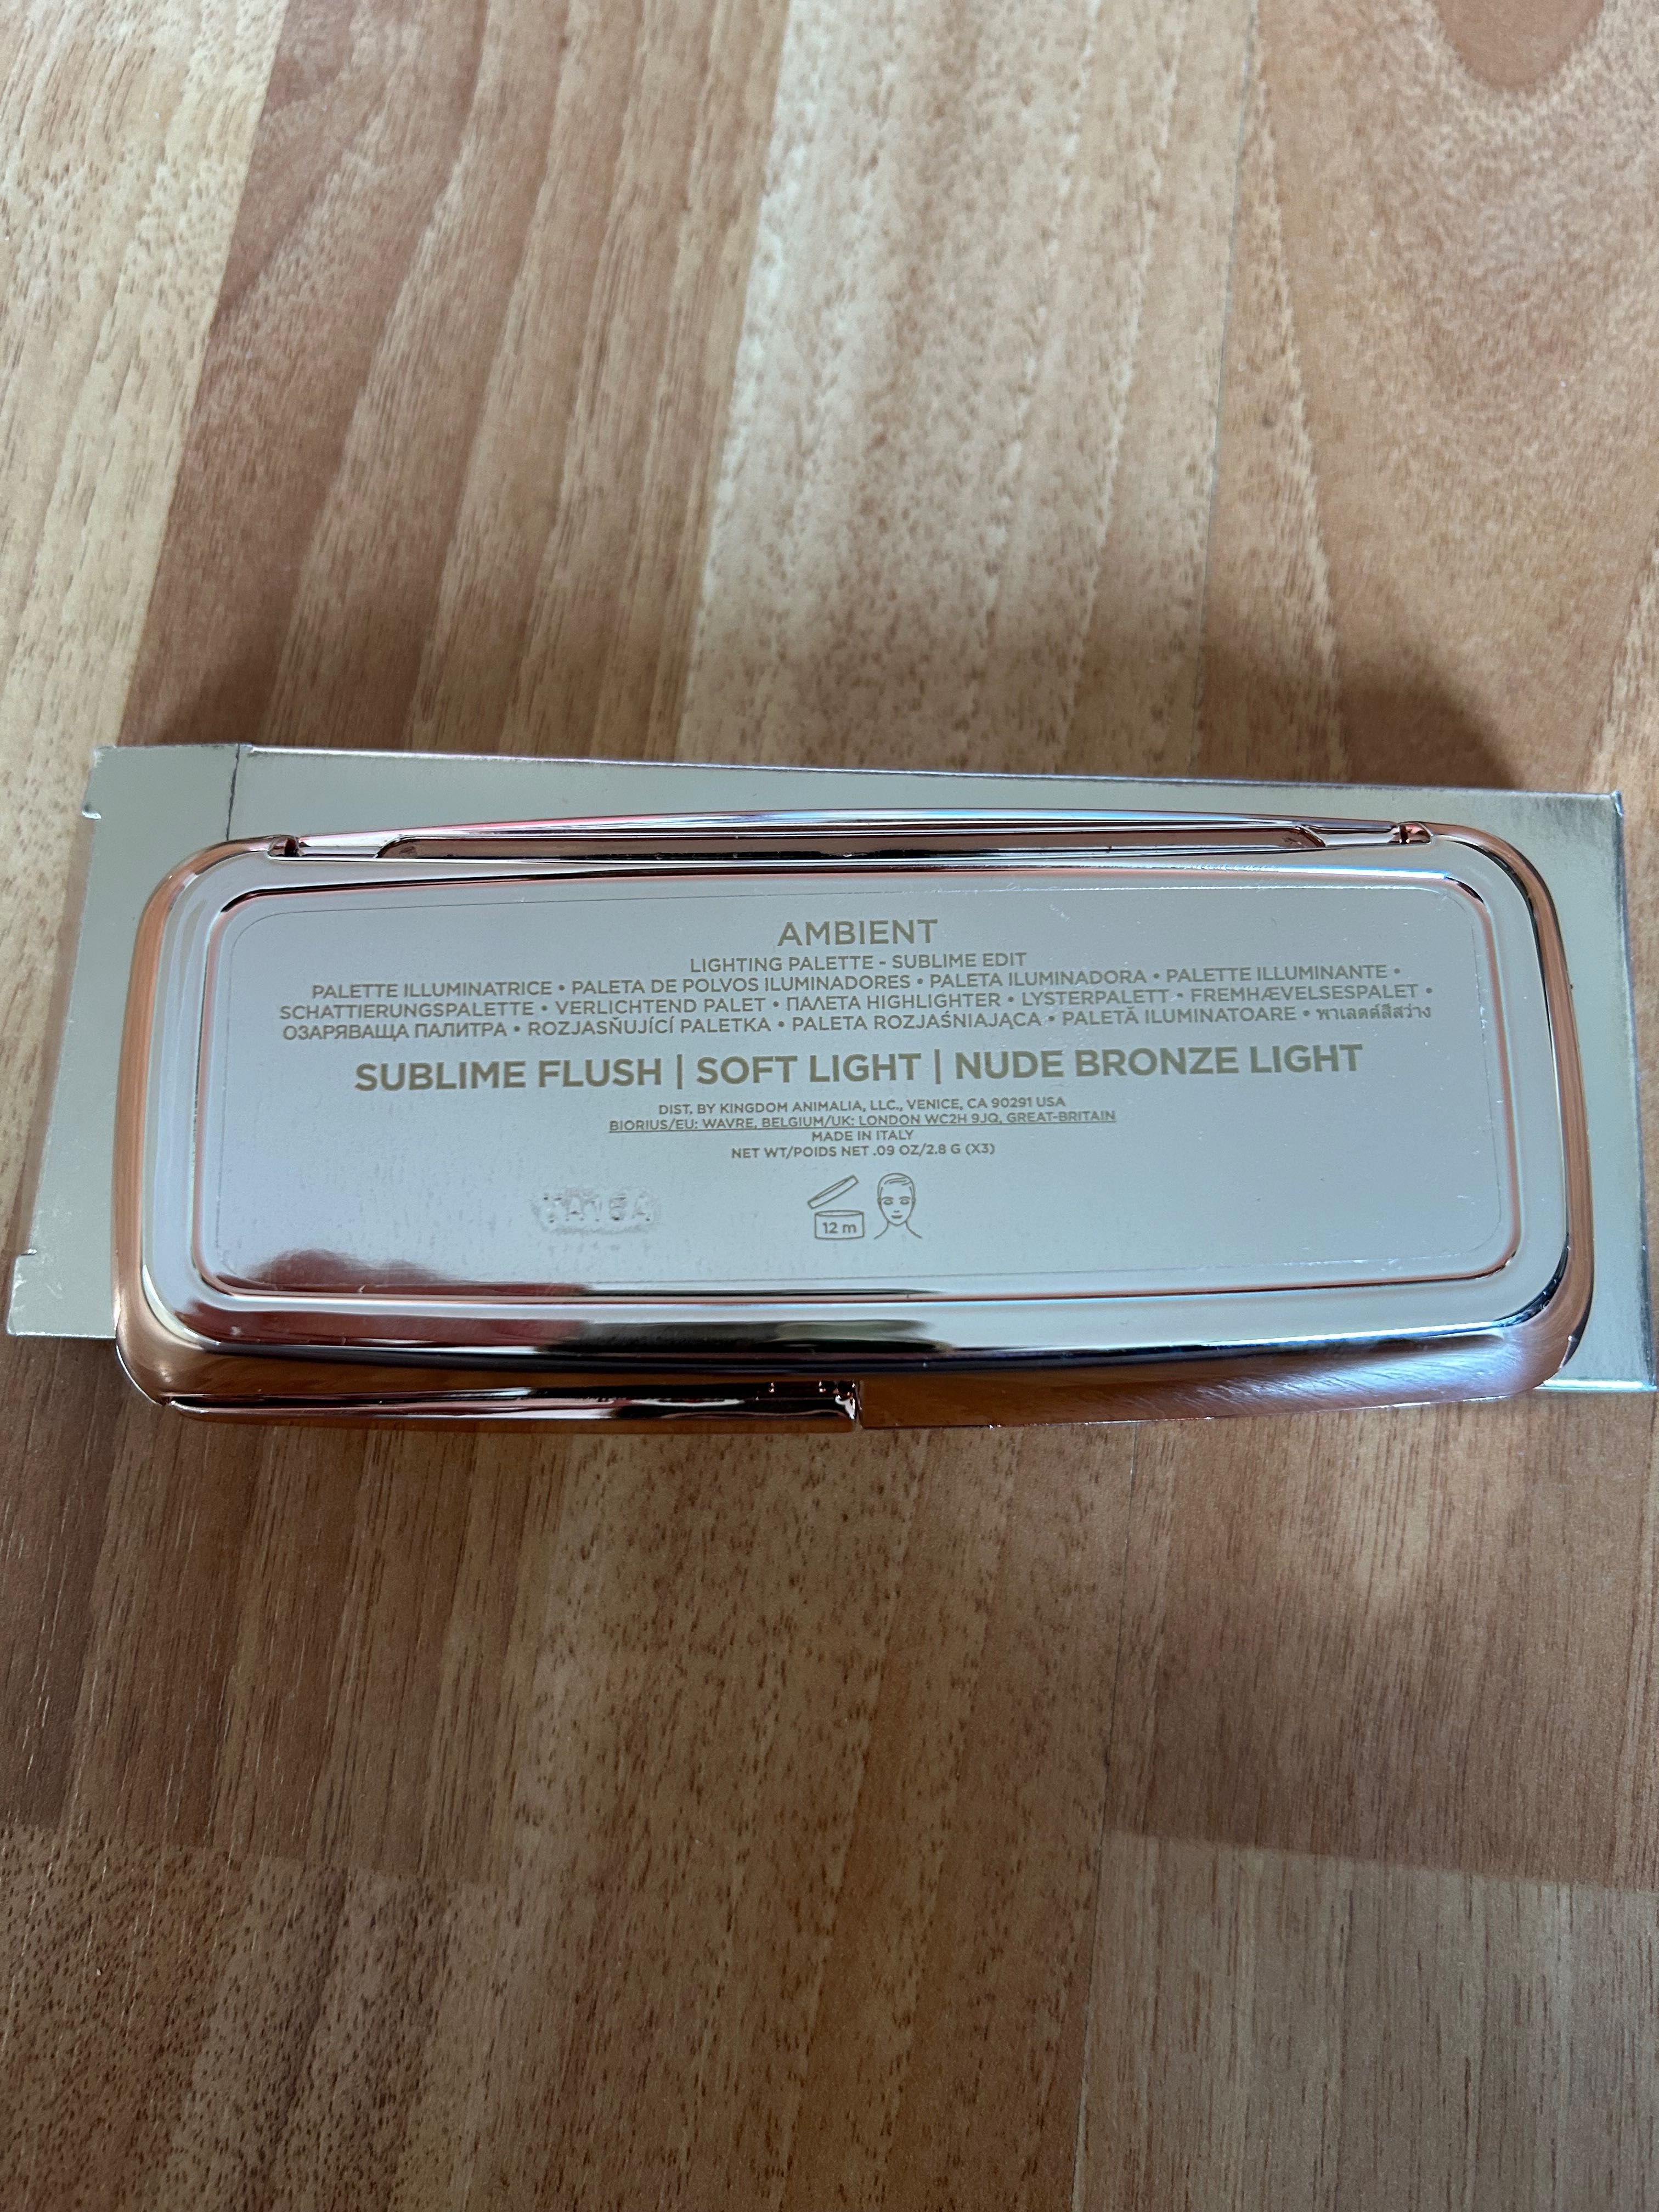 AMBIENT
LIGHTING PALETTE - SUBLIME EDIT
PALETTE ILLUMINATRICE • PALETA DE POLVOS ILUMINADORES • PALETA ILUMINADORA • PALETTE ILLUMINANTE •
SCHATTIERUNGSPALETTE • VERLICHTEND PALET • ΠΑΛΕΤΑ HIGHLIGHTER • LYSTERPALETT • FREMHÆVELSESPALET •
ОЗАРЯВАЩА ПАЛИТРА • ROZJASŇUJÍCÍ PALETKA • PALETA ROZJAŚNIAJĄCA • PALETĂ ILUMINATOARE • พาเลตต์สีสว่าง
SUBLIME FLUSH | SOFT LIGHT | NUDE BRONZE LIGHT
DIST. BY KINGDOM ANIMALIA, LLC., VENICE, CA 90291 USA
BIORIUS/EU: WAVRE, BELGIUM/UK: LONDON WC2H 9JQ, GREAT-BRITAIN
MADE IN ITALY
NET WT/POIDS NET .09 OZ/2.8 G (X3)
12 m